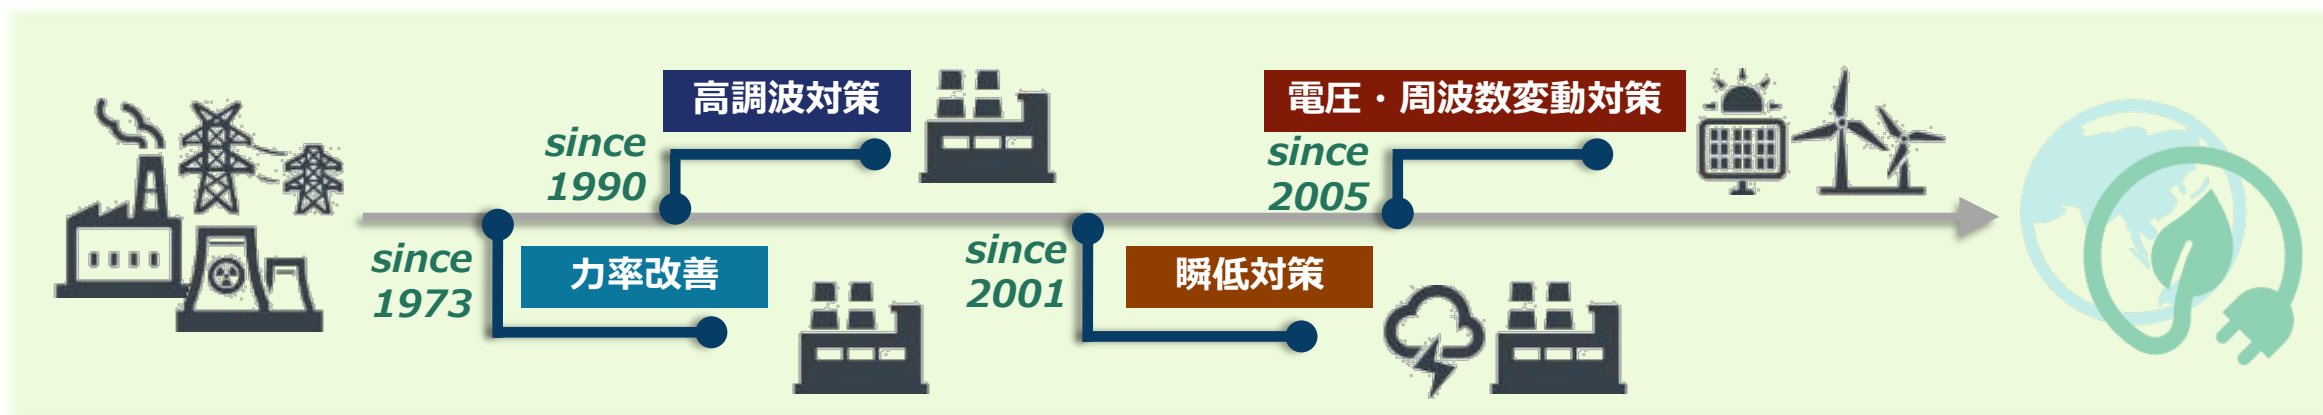 since
1973
力率改善
since
1990
高調波対策
since
2001
瞬低対策
since
2005
電圧・周波数変動対策